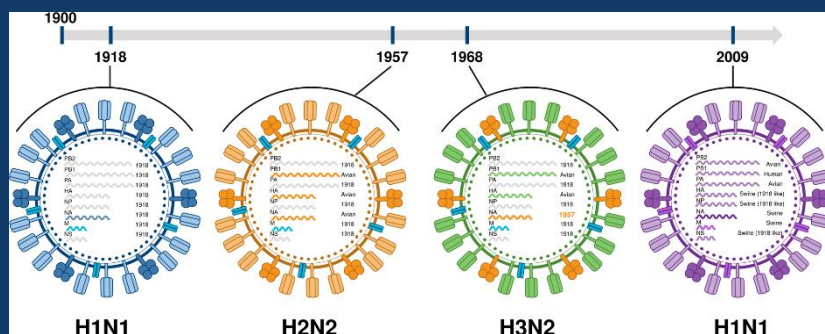 1900
1918
1957
1968
2009
PB2 1918
PB1 1918
PA 1918
HA 1918
NP 1918
NA 1918
M 1918
NS 1918
PB2 1918
PB1 Avian
PA 1918
HA Avian
NP 1918
NA Avian
M 1918
NS 1918
PB2 1918
PB1 Avian
PA 1918
HA Avian
NP 1918
NA 1957
M 1918
NS 1918
PB2 Avian
PB1 Human
PA Avian
HA Swine (1918 like)
NP Swine (1918 like)
NA Swine
M Swine
NS Swine (1918 like)
H1N1
H2N2
H3N2
H1N1